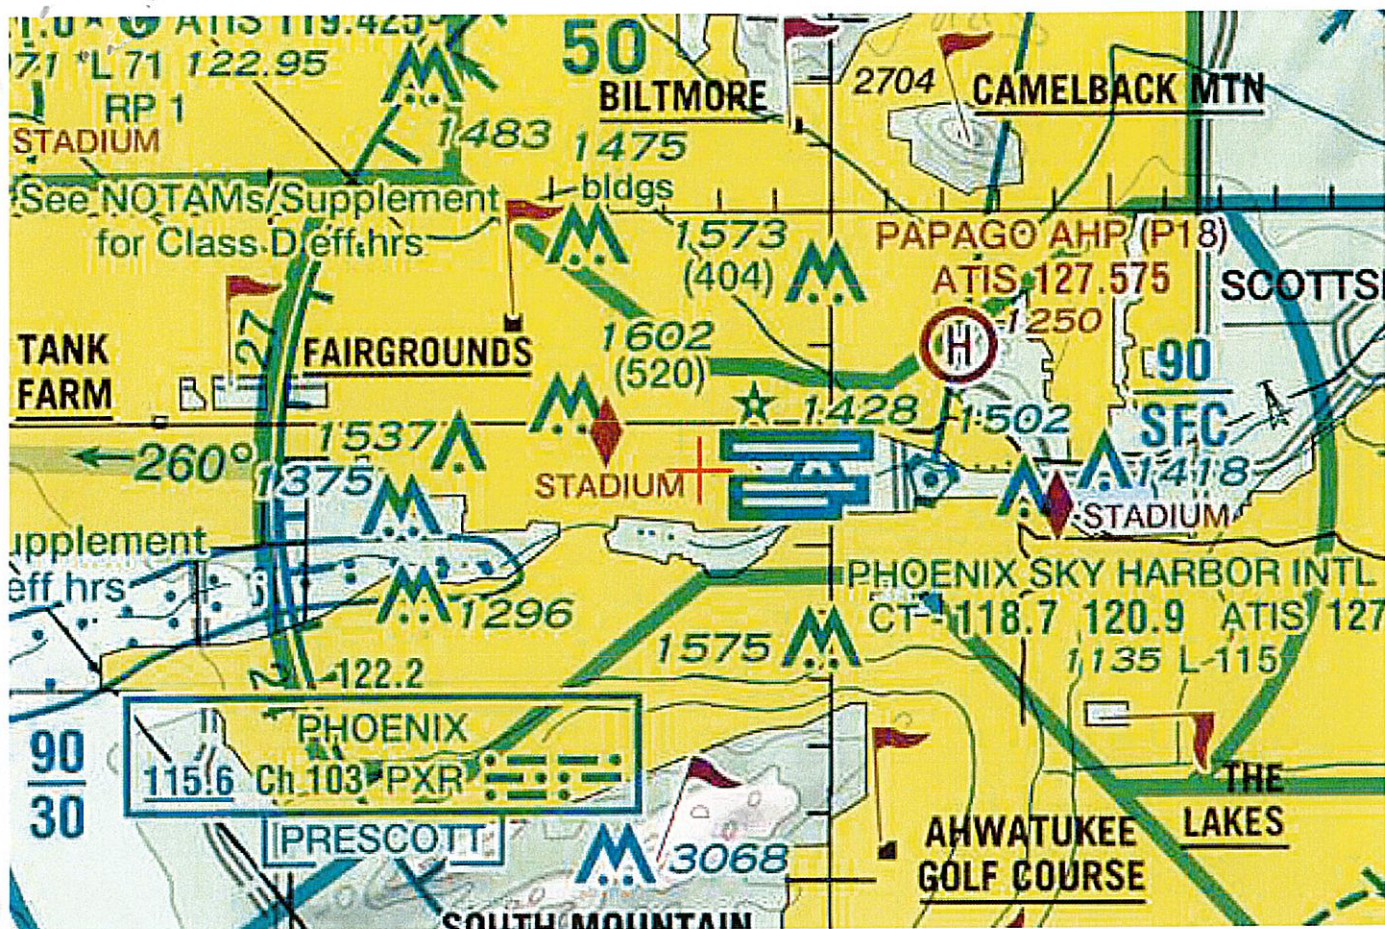 ATIS 119.425
71 *L 71 122.95
RP 1
STADIUM
See NOTAMs/Supplement
for Class D eff hrs
1483
1475
bldgs
50
BILTMORE
2704
CAMELBACK MTN
1573
(404)
PAPAGO AHP (P18)
ATIS 127.575
H
1250
27
TANK
FARM
FAIRGROUNDS
1602
(520)
1428
1502
90
SFC
260°
1537
1375
STADIUM
1418
STADIUM
upplement
eff hrs
1296
PHOENIX SKY HARBOR INTL
CT - 118.7 120.9 ATIS 127
1135 L 115
1575
122.2
90
30
PHOENIX
115.6 Ch 103 PXR
PRESCOTT
3068
SOUTH MOUNTAIN
AHWATUKEE
GOLF COURSE
THE
LAKES